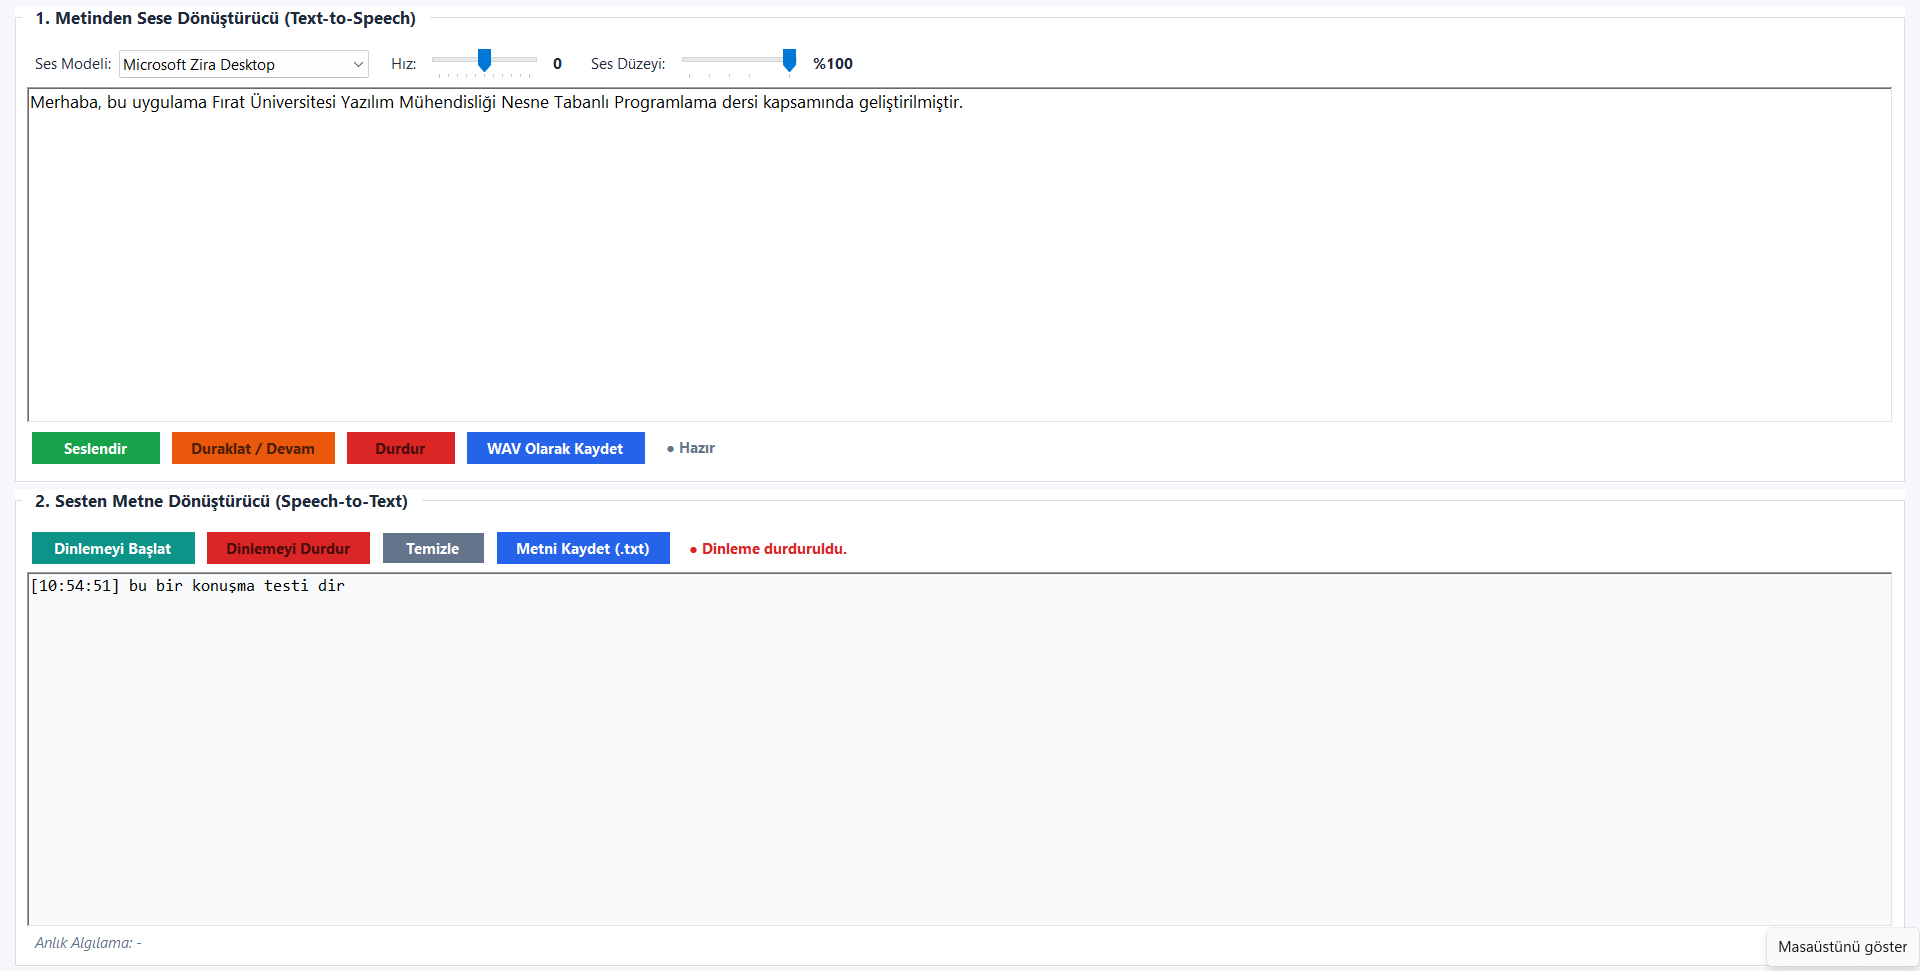 1. Metinden Sese Dönüştürücü (Text-to-Speech)
Ses Modeli: Microsoft Zira Desktop Hız: 0 Ses Düzeyi: %100
Merhaba, bu uygulama Fırat Üniversitesi Yazılım Mühendisliği Nesne Tabanlı Programlama dersi kapsamında geliştirilmiştir.
Seslendir Duraklat / Devam Durdur WAV Olarak Kaydet ● Hazır
2. Sesten Metne Dönüştürücü (Speech-to-Text)
Dinlemeyi Başlat Dinlemeyi Durdur Temizle Metni Kaydet (.txt) ● Dinleme durduruldu.
[10:54:51] bu bir konuşma testi dir
Anlık Algılama: -
Masaüstünü göster